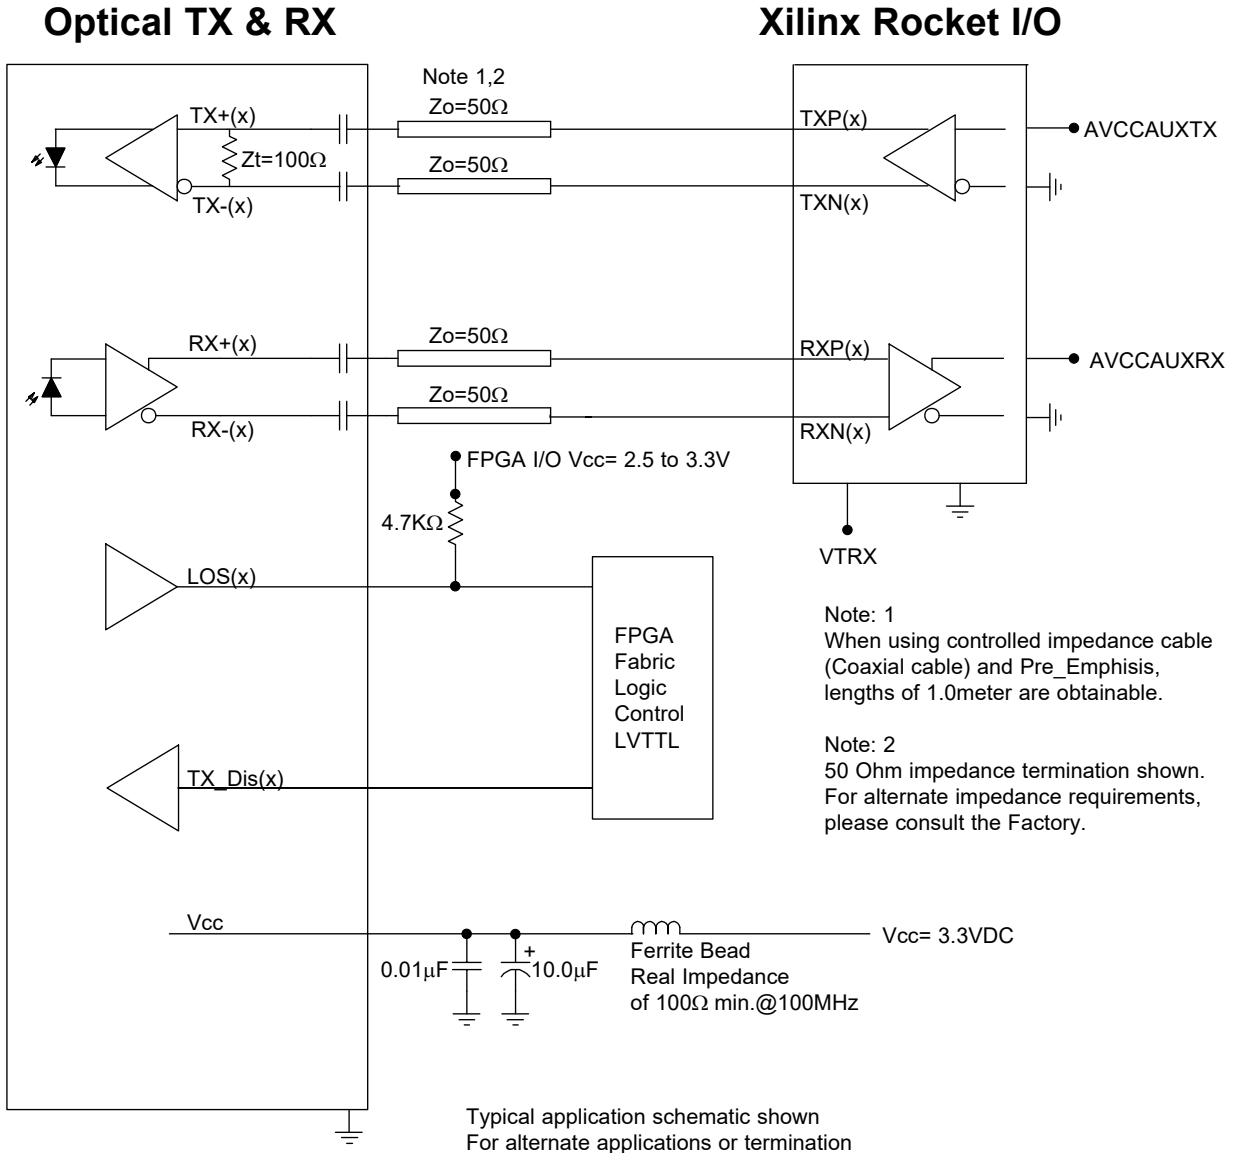 Optical TX & RX
Xilinx Rocket I/O
Note 1,2
Zo=50Ω
TX+(x)
TXP(x)
AVCCAUXTX
Zt=100Ω
Zo=50Ω
TX-(x)
TXN(x)
Zo=50Ω
RX+(x)
RXP(x)
AVCCAUXRX
Zo=50Ω
RX-(x)
RXN(x)
FPGA I/O Vcc= 2.5 to 3.3V
4.7KΩ
VTRX
LOS(x)
FPGA
Fabric
Logic
Control
LVTTL
Note: 1
When using controlled impedance cable
(Coaxial cable) and Pre_Emphisis,
lengths of 1.0meter are obtainable.
Note: 2
50 Ohm impedance termination shown.
For alternate impedance requirements,
please consult the Factory.
TX_Dis(x)
Vcc
Vcc= 3.3VDC
0.01µF
+
10.0µF
Ferrite Bead
Real Impedance
of 100Ω min.@100MHz
Typical application schematic shown
For alternate applications or termination